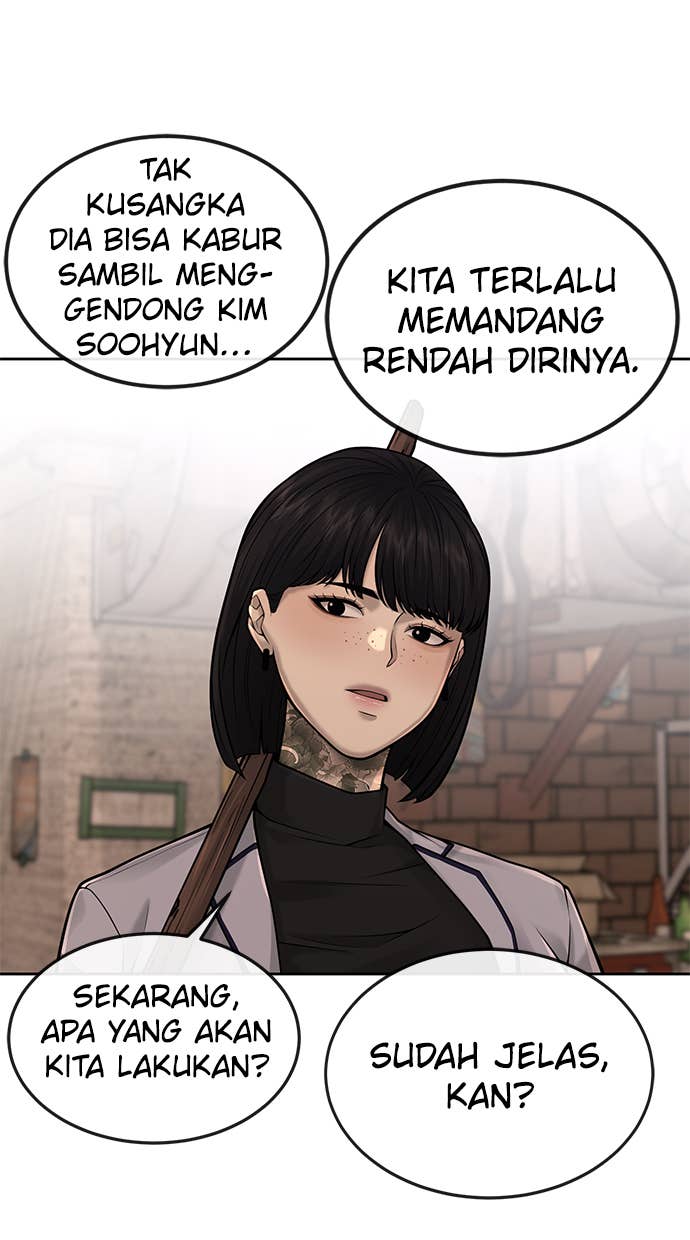 TAK
KUSANGKA
DIA BISA KABUR
SAMBIL MENG-
GENDONG KIM
SOOHYUN...
KITA TERLALU
MEMANDANG
RENDAH DIRINYA.
SEKARANG,
APA YANG AKAN
KITA LAKUKAN?
SUDAH JELAS,
KAN?